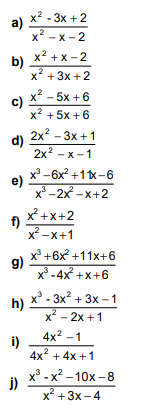 a) x² - 3x + 2
x² - x - 2
b) x² + x - 2
x² + 3x + 2
c) x² - 5x + 6
x² + 5x + 6
d) 2x² - 3x + 1
2x² - x - 1
e) x³ - 6x² + 11x - 6
x³ - 2x² - x + 2
f) x² + x + 2
x² - x + 1
g) x³ + 6x² + 11x + 6
x³ - 4x² + x + 6
h) x³ - 3x² + 3x - 1
x² - 2x + 1
i) 4x² - 1
4x² + 4x + 1
j) x³ - x² - 10x - 8
x² + 3x - 4